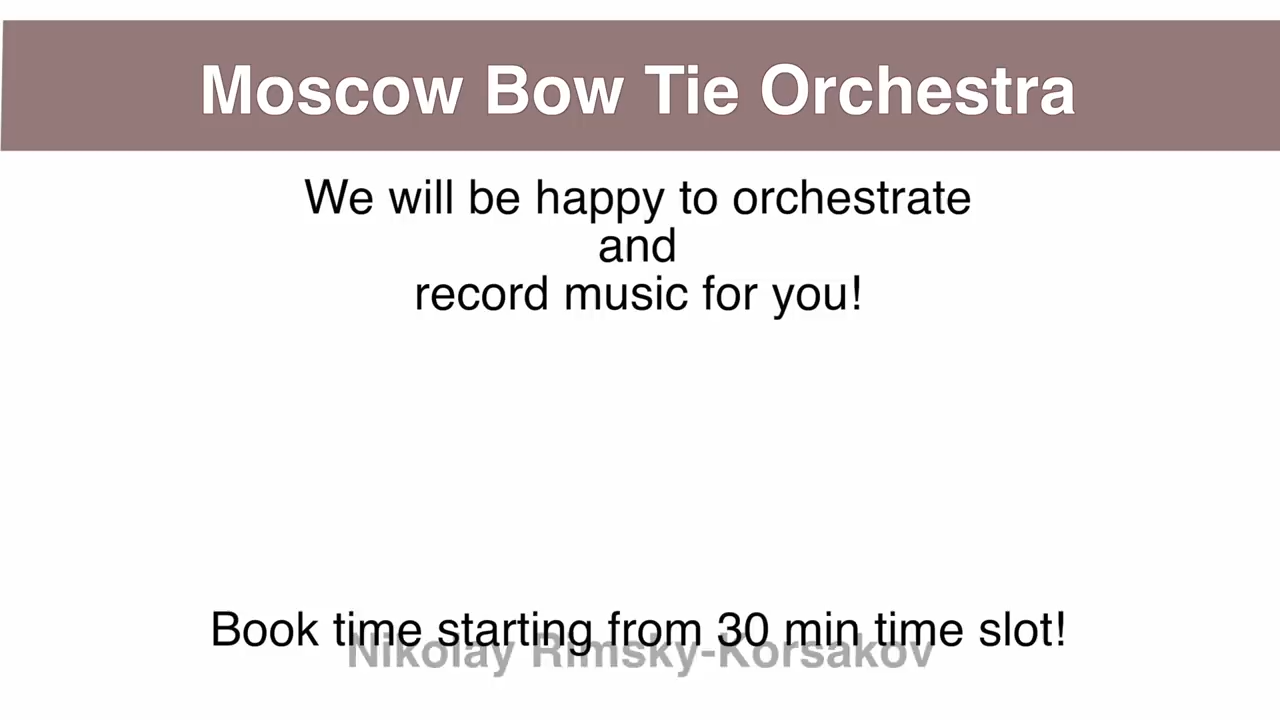 Moscow Bow Tie Orchestra
We will be happy to orchestrate
and
record music for you!
Book time starting from 30 min time slot!
Nikolay Rimsky-Korsakov